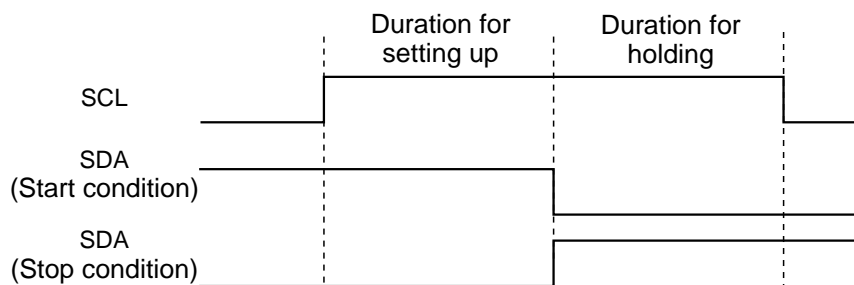 Duration for
setting up
Duration for
holding
SCL
SDA
(Start condition)
SDA
(Stop condition)